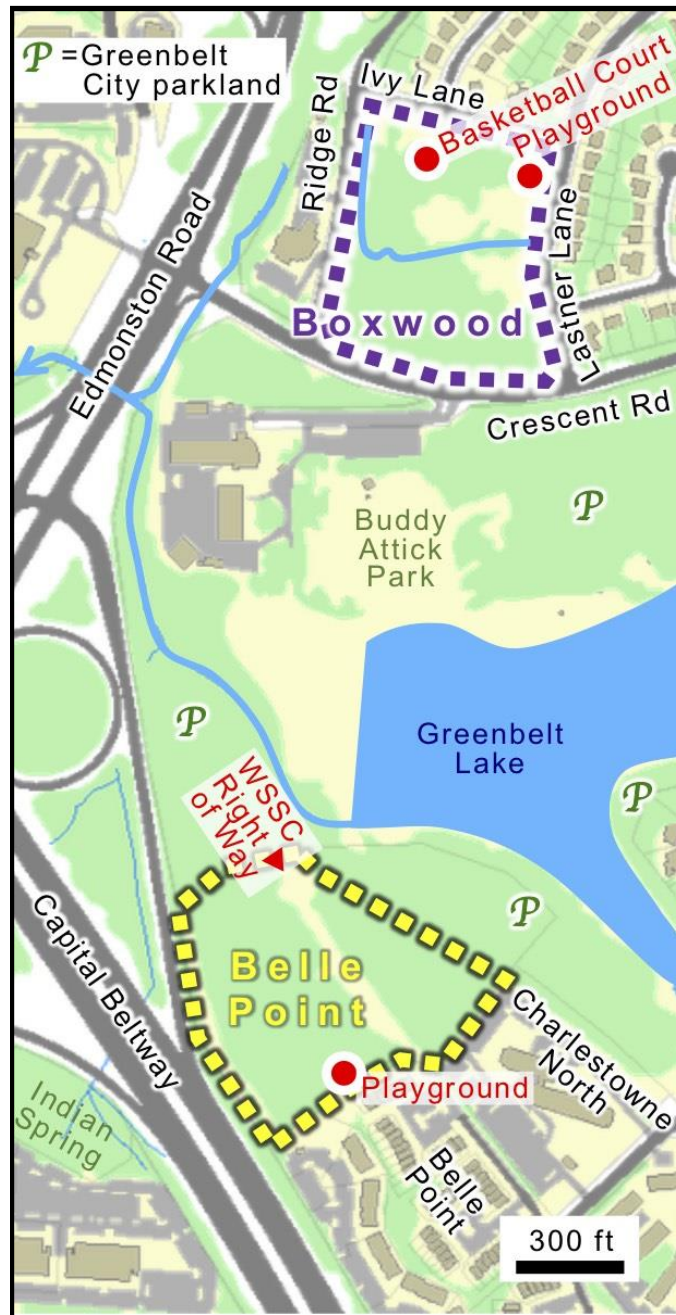 P =Greenbelt
City parkland
Ivy Lane
Basketball Court
Playground
Ridge Rd
Edmonston Road
Lastner Lane
Boxwood
Crescent Rd
P
Buddy
Attick
Park
P
Greenbelt
Lake
WSSC
Right
of Way
P
P
Capital Beltway
Belle
Point
Charlestowne
North
Playground
Indian
Spring
Belle
Point
300 ft